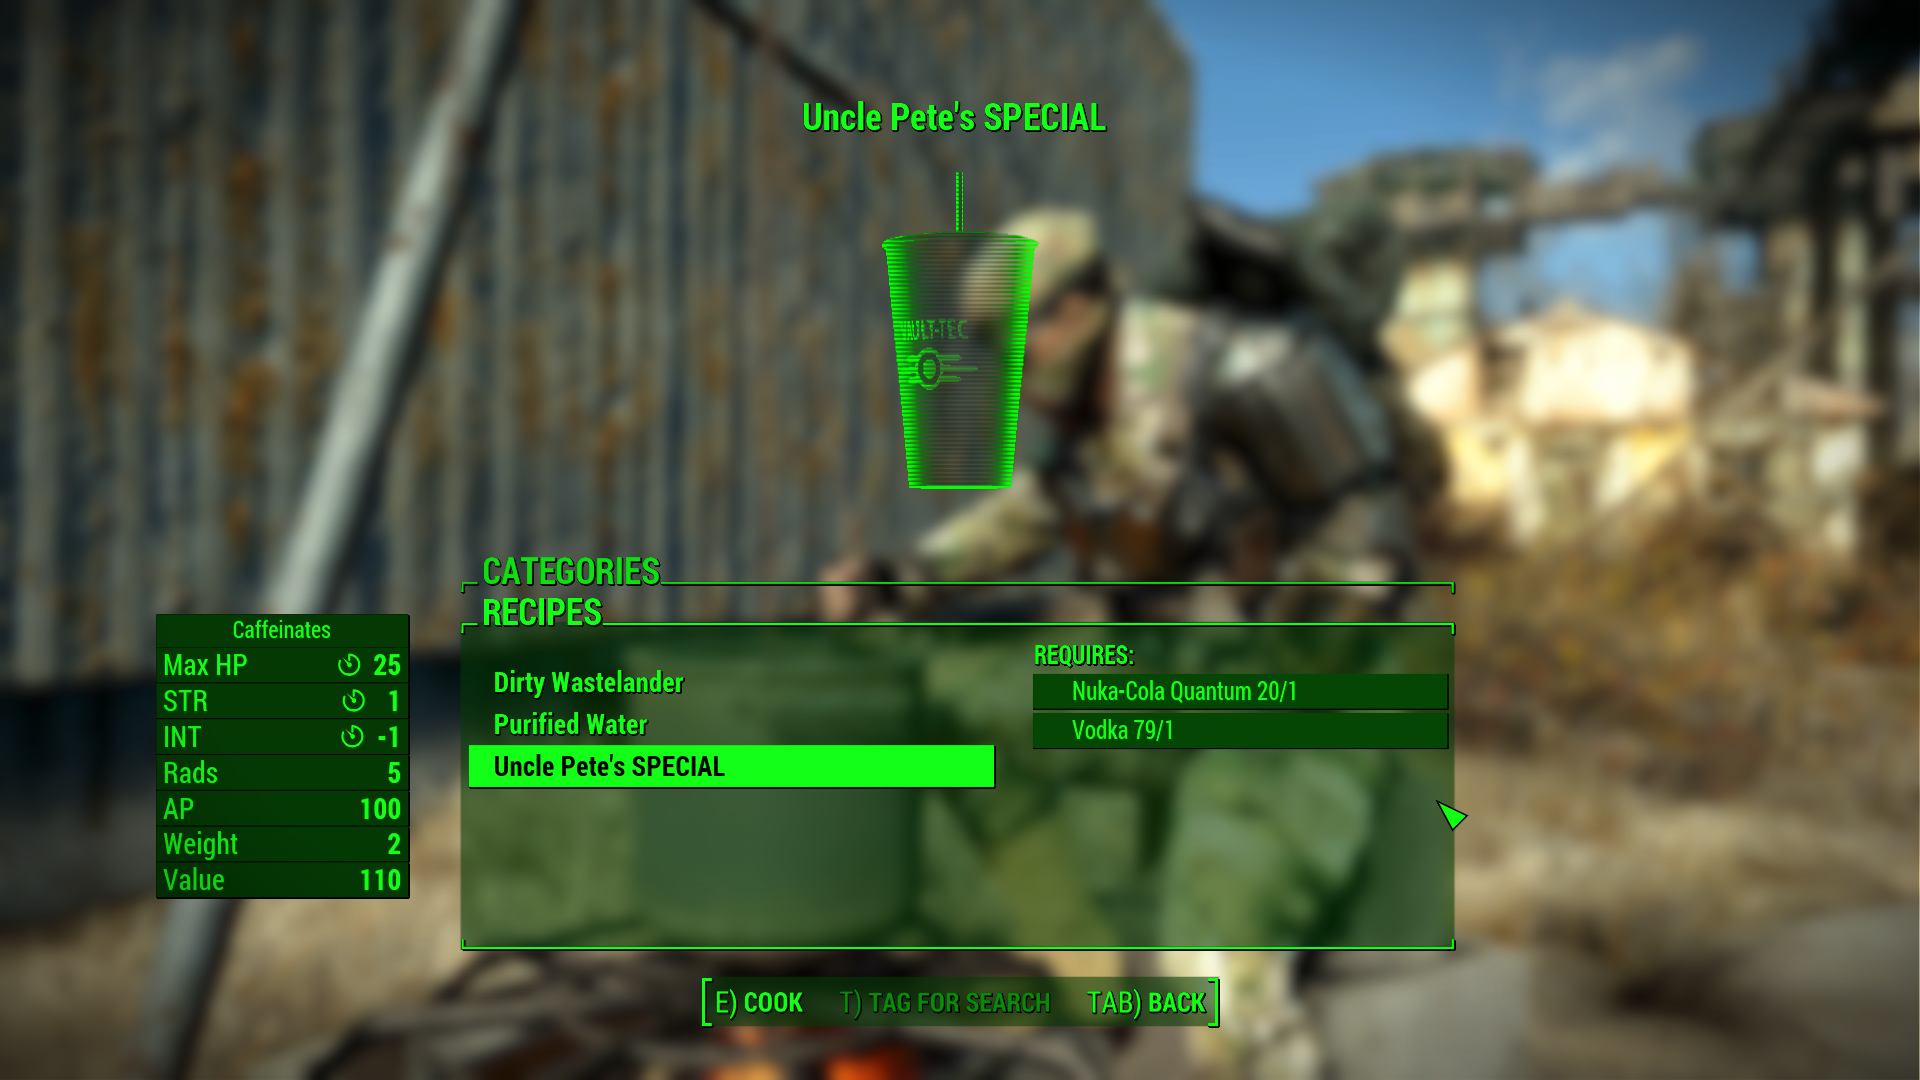 Uncle Pete's SPECIAL
VAULT-TEC
CATEGORIES
RECIPES
Caffeinates
Max HP 25
STR 1
INT -1
Rads 5
AP 100
Weight 2
Value 110
Dirty Wastelander
Purified Water
Uncle Pete's SPECIAL
REQUIRES:
Nuka-Cola Quantum 20/1
Vodka 79/1
E) COOK T) TAG FOR SEARCH TAB) BACK